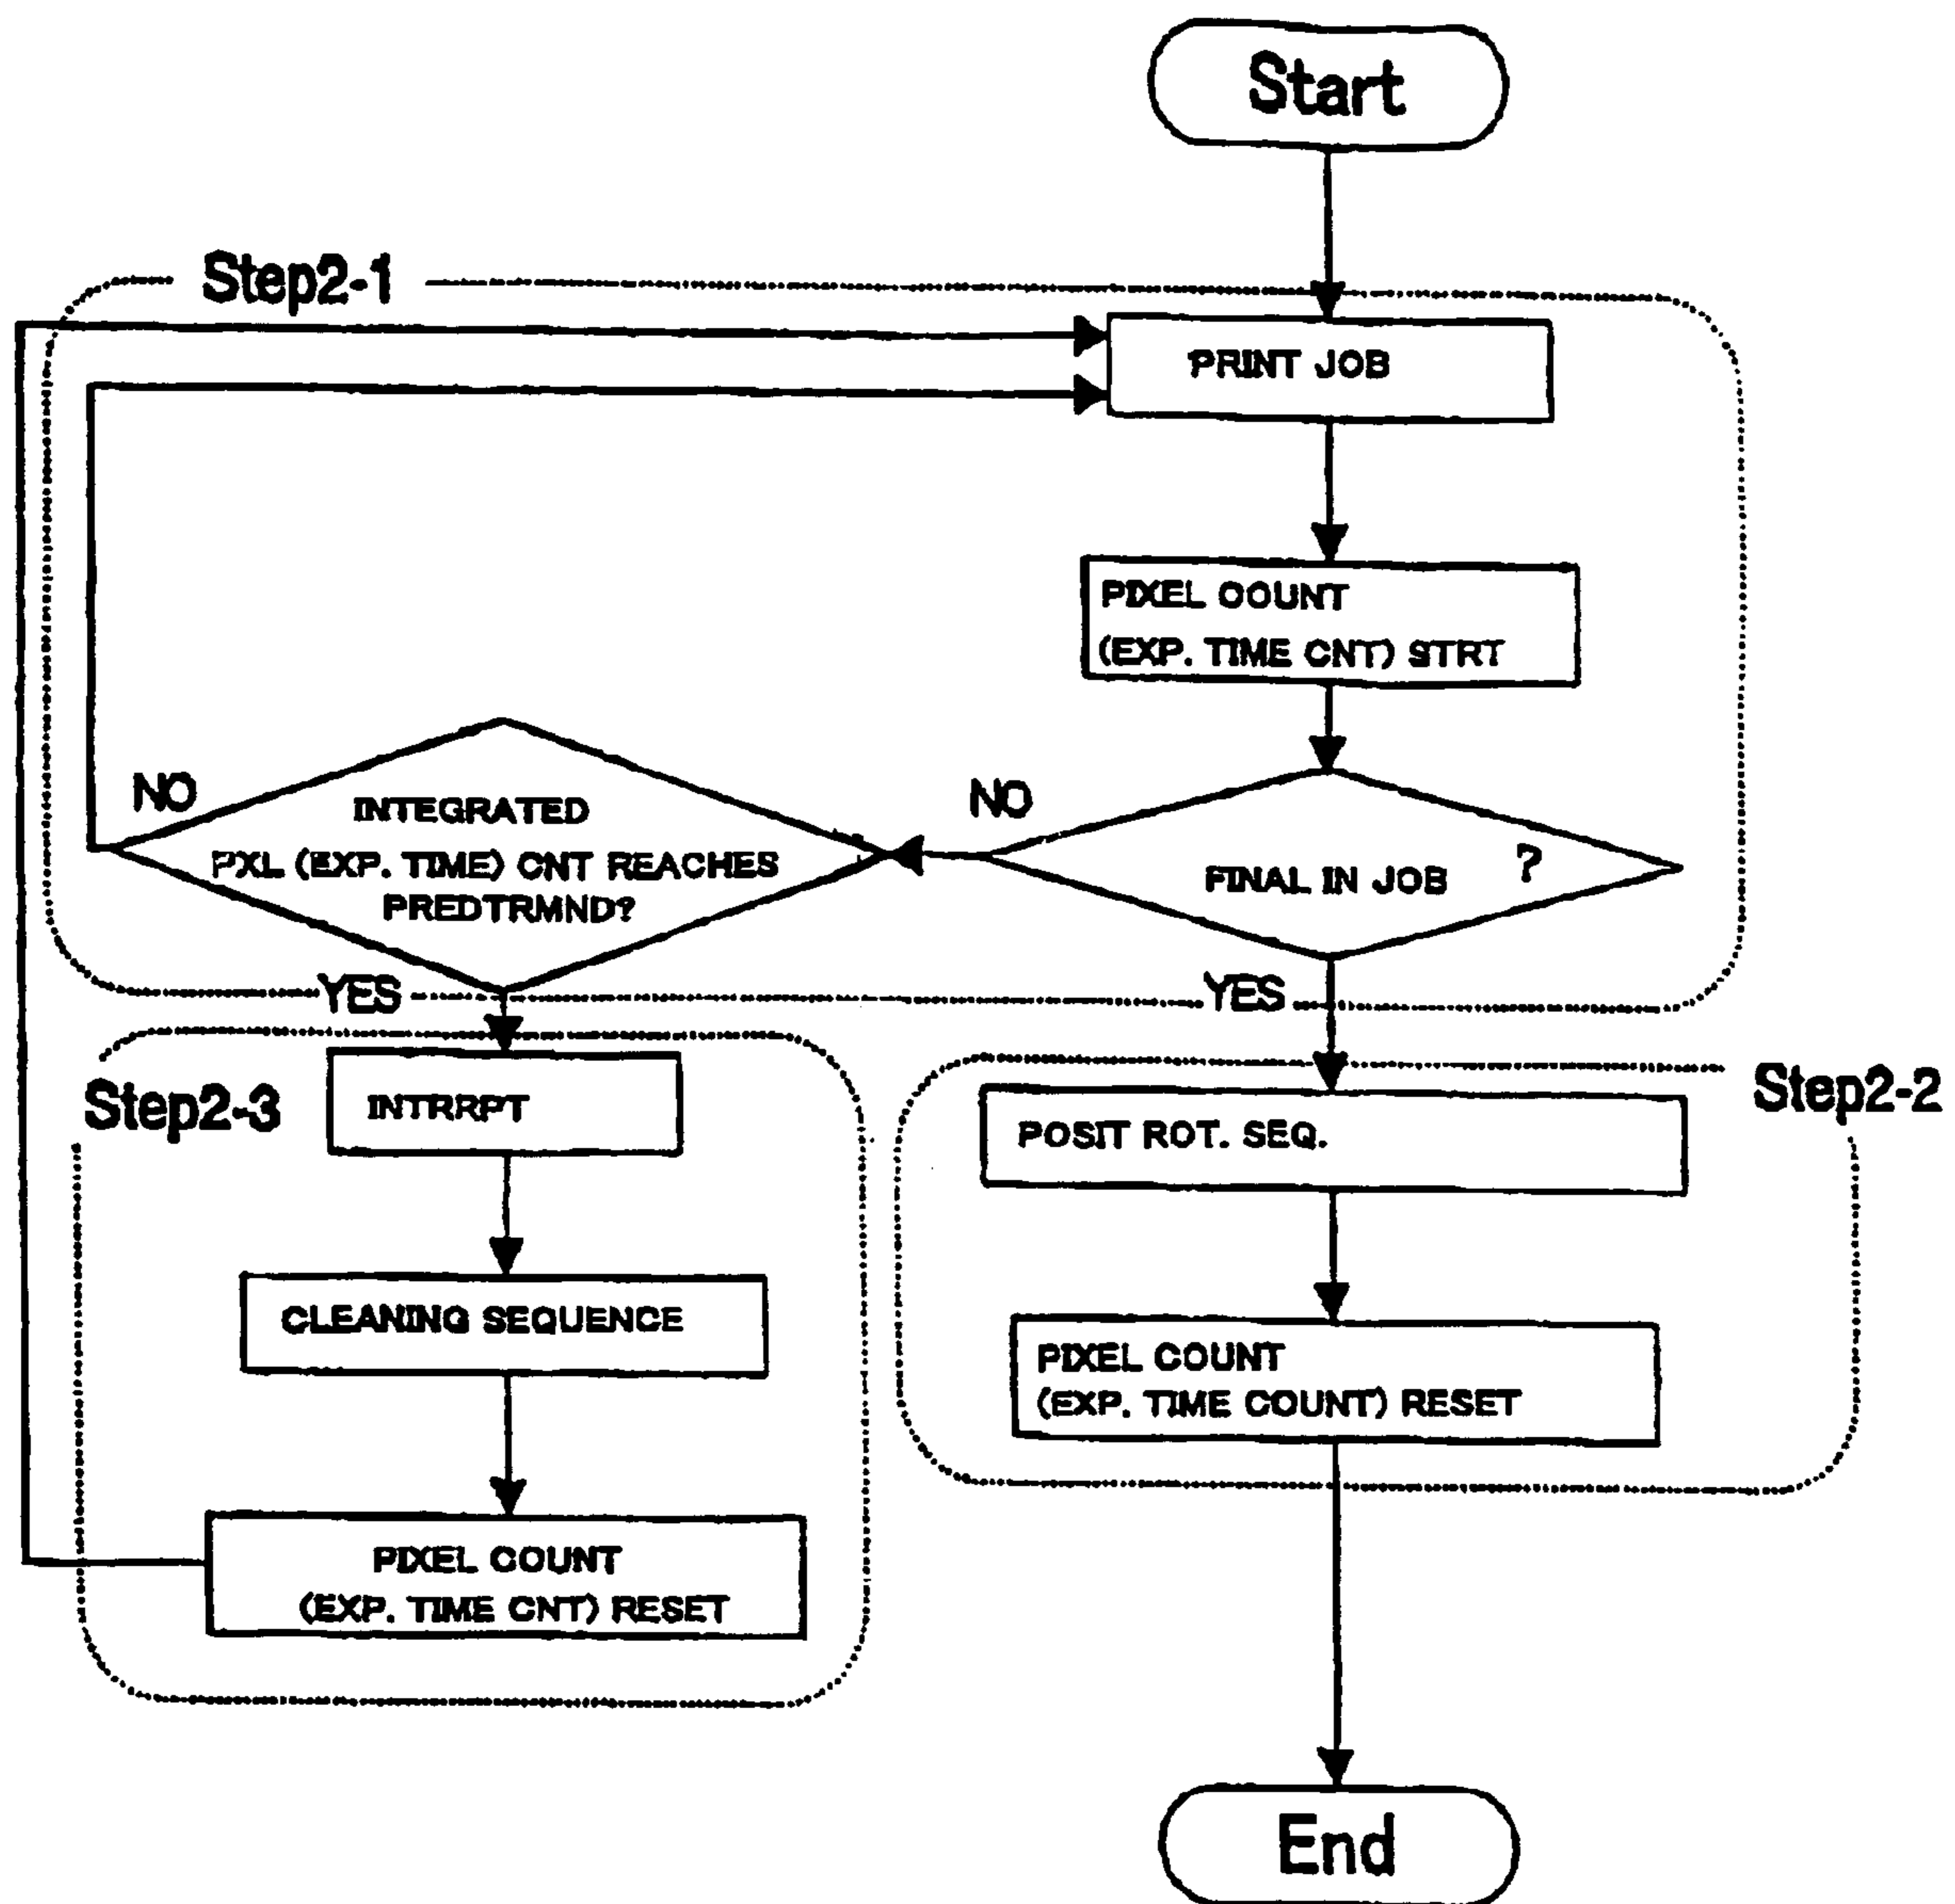 Start
Step2-1
PRINT JOB
PIXEL COUNT
(EXP. TIME CNT) STRT
NO
INTEGRATED
PXL (EXP. TIME) CNT REACHES
PREDTRMND?
NO
FINAL IN JOB ?
YES
YES
Step2-3
INTRRPT
Step2-2
POSIT ROT. SEQ.
CLEANING SEQUENCE
PIXEL COUNT
(EXP. TIME COUNT) RESET
PIXEL COUNT
(EXP. TIME CNT) RESET
End